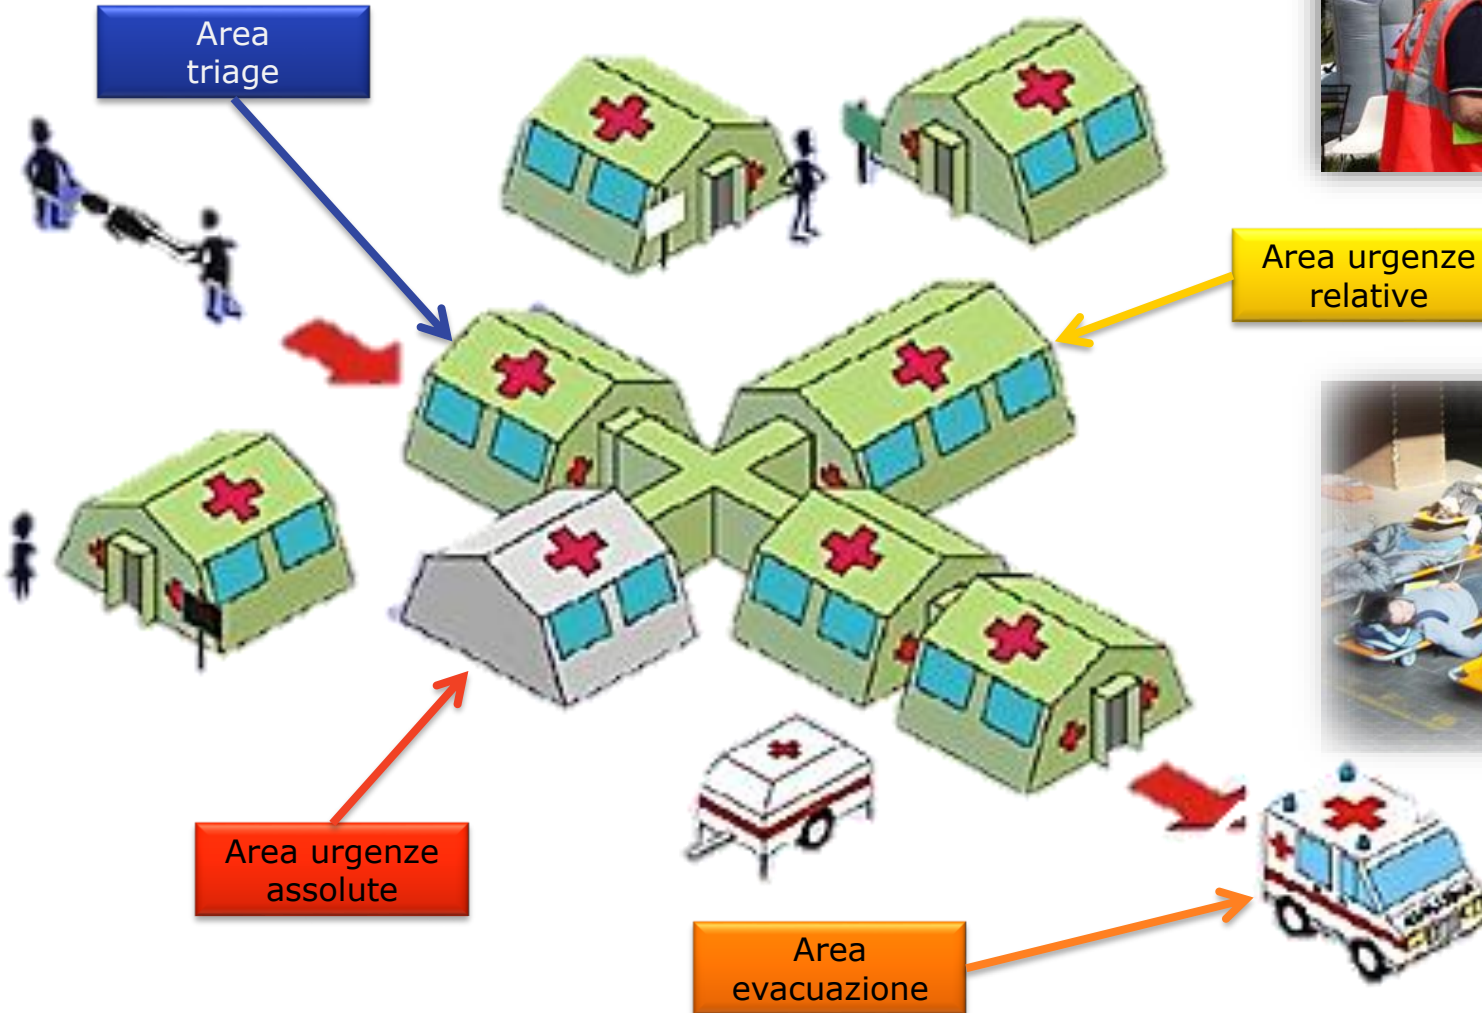 Area
triage
Area urgenze
relative
Area urgenze
assolute
Area
evacuazione